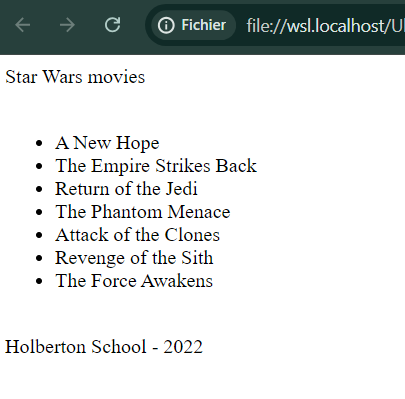 Fichier file://wsl.localhost/U
Star Wars movies
A New Hope
The Empire Strikes Back
Return of the Jedi
The Phantom Menace
Attack of the Clones
Revenge of the Sith
The Force Awakens
Holberton School - 2022